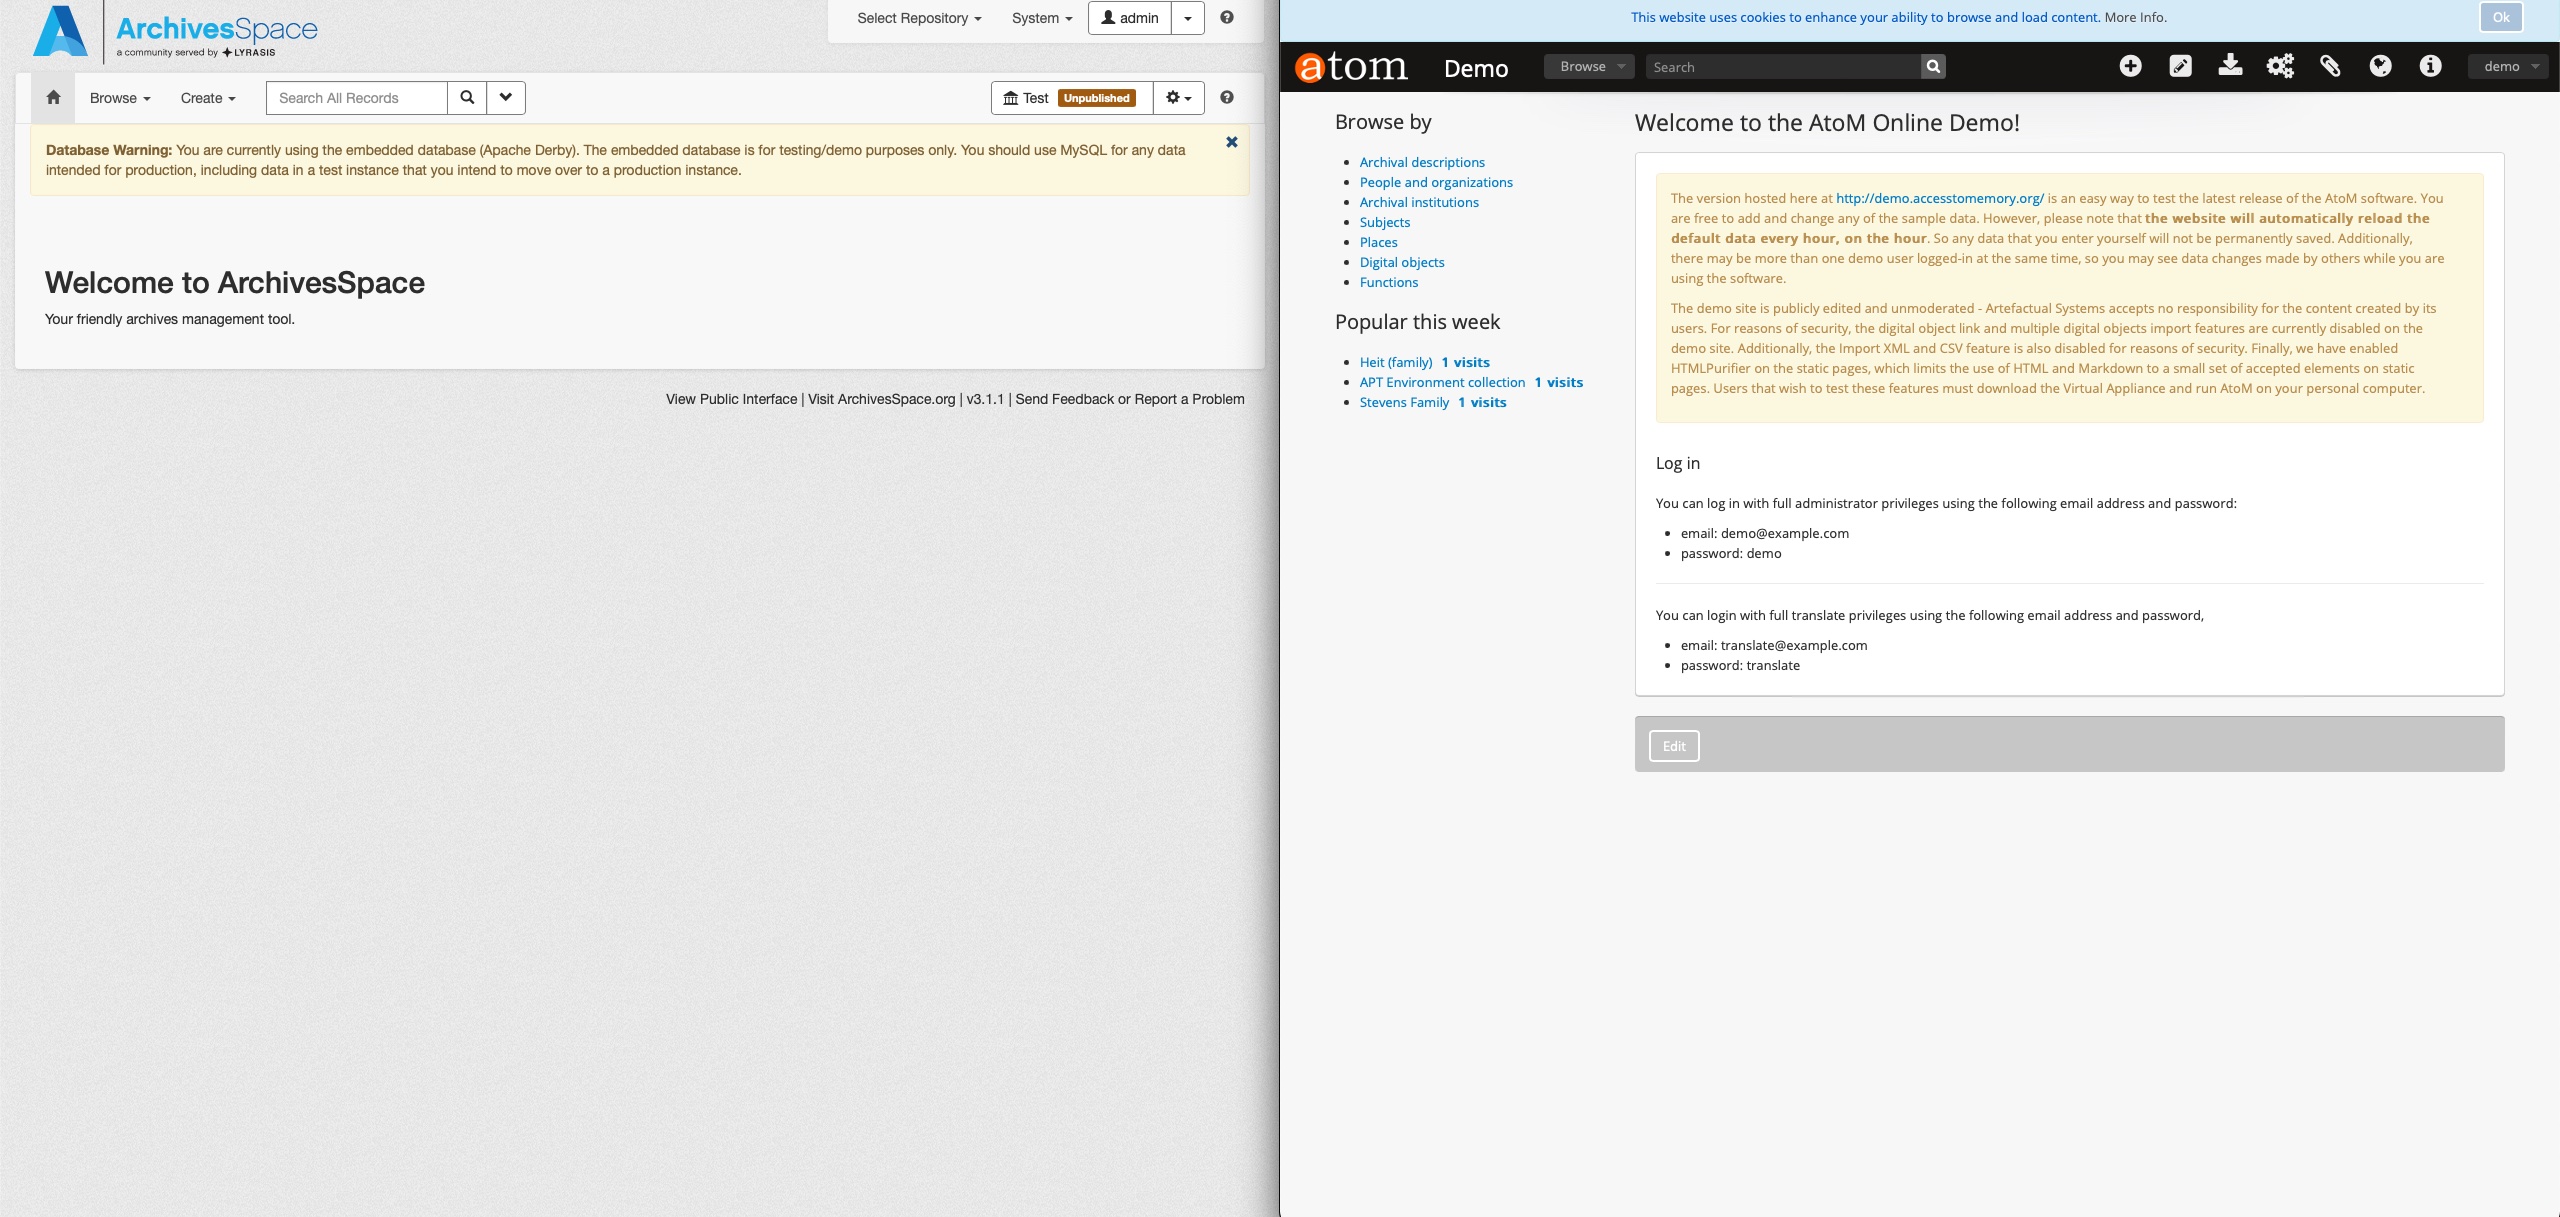 ArchivesSpace
a community served by LYRASIS
Select Repository
System
admin
Browse
Create
Search All Records
Test Unpublished
Database Warning: You are currently using the embedded database (Apache Derby). The embedded database is for testing/demo purposes only. You should use MySQL for any data
intended for production, including data in a test instance that you intend to move over to a production instance.
Welcome to ArchivesSpace
Your friendly archives management tool.
View Public Interface | Visit ArchivesSpace.org | v3.1.1 | Send Feedback or Report a Problem
This website uses cookies to enhance your ability to browse and load content. More Info.
Ok
atom
Demo
Browse
Search
demo
Browse by
Archival descriptions
People and organizations
Archival institutions
Subjects
Places
Digital objects
Functions
Popular this week
Heit (family) 1 visits
APT Environment collection 1 visits
Stevens Family 1 visits
Welcome to the AtoM Online Demo!
The version hosted here at http://demo.accesstomemory.org/ is an easy way to test the latest release of the AtoM software. You
are free to add and change any of the sample data. However, please note that the website will automatically reload the
default data every hour, on the hour. So any data that you enter yourself will not be permanently saved. Additionally,
there may be more than one demo user logged-in at the same time, so you may see data changes made by others while you are
using the software.
The demo site is publicly edited and unmoderated - Artefactual Systems accepts no responsibility for the content created by its
users. For reasons of security, the digital object link and multiple digital objects import features are currently disabled on the
demo site. Additionally, the Import XML and CSV feature is also disabled for reasons of security. Finally, we have enabled
HTMLPurifier on the static pages, which limits the use of HTML and Markdown to a small set of accepted elements on static
pages. Users that wish to test these features must download the Virtual Appliance and run AtoM on your personal computer.
Log in
You can log in with full administrator privileges using the following email address and password:
email: demo@example.com
password: demo
You can login with full translate privileges using the following email address and password,
email: translate@example.com
password: translate
Edit